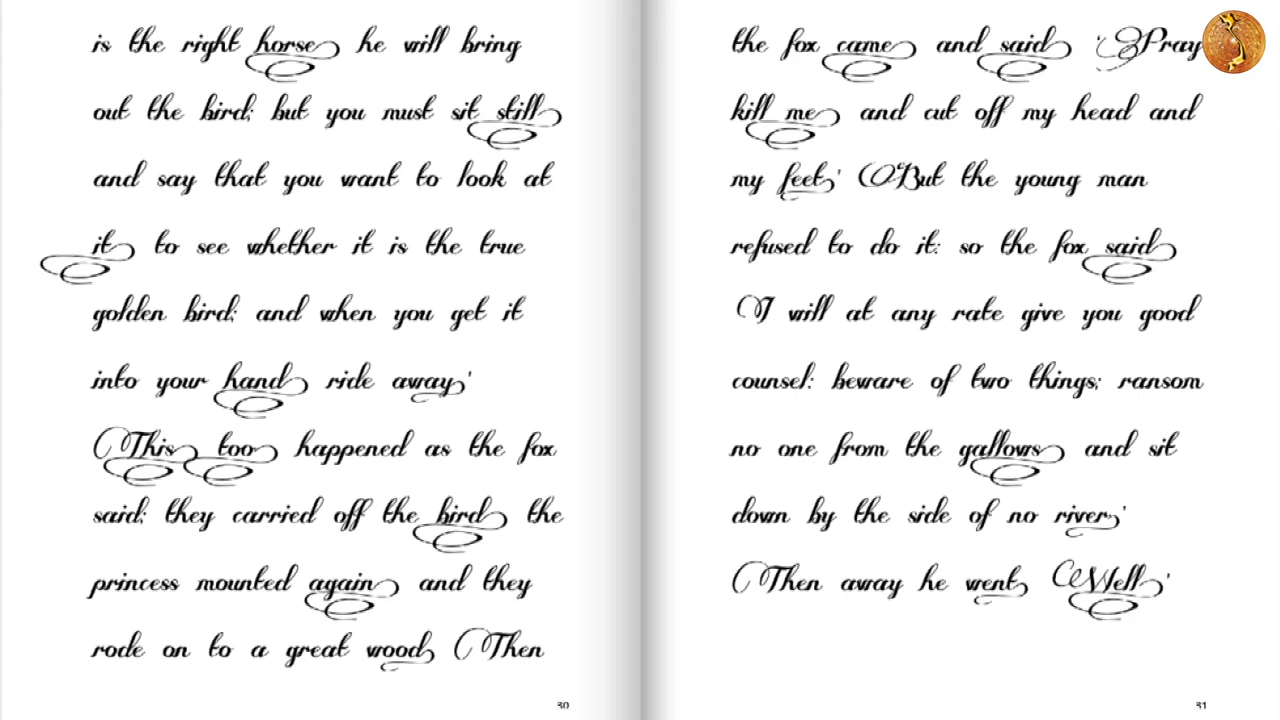 is the right horse, he will bring
out the bird; but you must sit still,
and say that you want to look at
it, to see whether it is the true
golden bird; and when you get it
into your hand, ride away.'
This, too, happened as the fox
said; they carried off the bird, the
princess mounted again, and they
rode on to a great wood. Then
30
the fox came, and said, 'Pray
kill me, and cut off my head and
my feet.' But the young man
refused to do it: so the fox said,
'I will at any rate give you good
counsel: beware of two things; ransom
no one from the gallows, and sit
down by the side of no river.'
Then away he went. 'Well,'
31